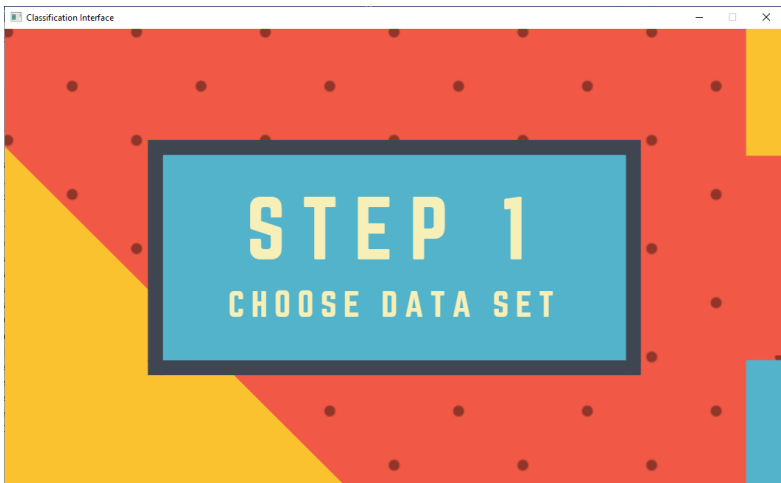 Classification Interface
STEP 1
CHOOSE DATA SET